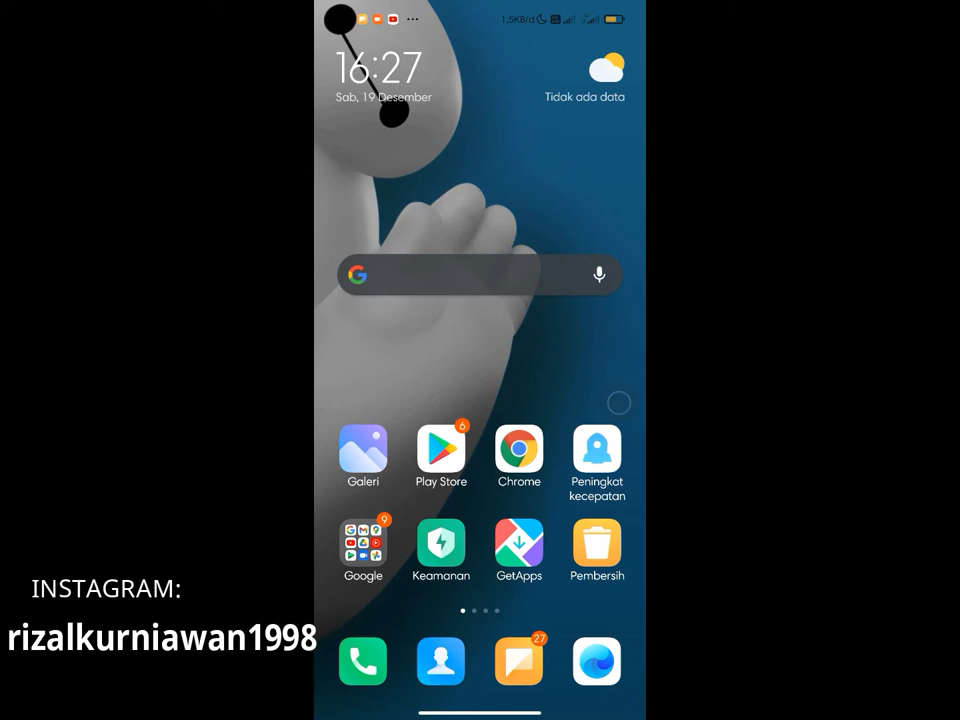 1,5KB/d
16:27
Sab, 19 Desember
Tidak ada data
6
Galeri
Play Store
Chrome
Peningkat
kecepatan
9
Google
Keamanan
GetApps
Pembersih
INSTAGRAM:
rizalkurniawan1998
27